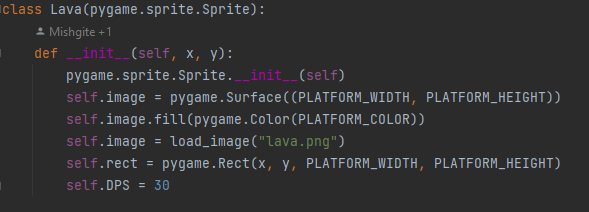 class Lava(pygame.sprite.Sprite):
Mishgite +1
def __init__(self, x, y):
pygame.sprite.Sprite.__init__(self)
self.image = pygame.Surface((PLATFORM_WIDTH, PLATFORM_HEIGHT))
self.image.fill(pygame.Color(PLATFORM_COLOR))
self.image = load_image("lava.png")
self.rect = pygame.Rect(x, y, PLATFORM_WIDTH, PLATFORM_HEIGHT)
self.DPS = 30